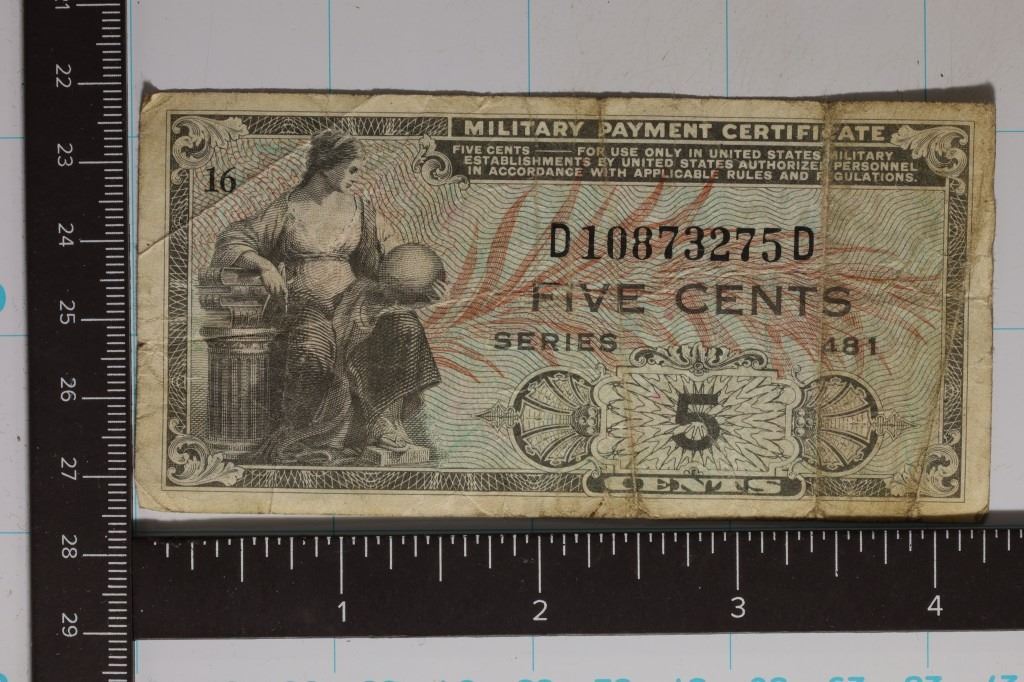 MILITARY PAYMENT CERTIFICATE
FIVE CENTS — FOR USE ONLY IN UNITED STATES MILITARY
ESTABLISHMENTS BY UNITED STATES AUTHORIZED PERSONNEL
IN ACCORDANCE WITH APPLICABLE RULES AND REGULATIONS.
16
D10873275D
FIVE CENTS
SERIES 481
5
CENTS
22
23
24
25
26
27
28
29
1 2 3 4